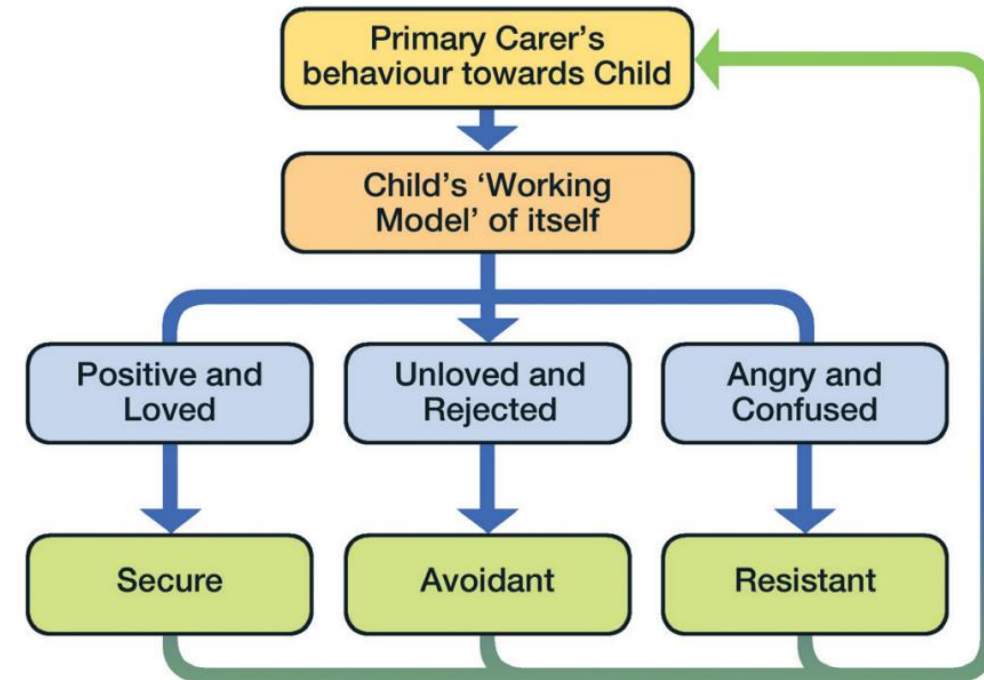 Primary Carer's
behaviour towards Child
Child's ‘Working
Model’ of itself
Positive and
Loved
Unloved and
Rejected
Angry and
Confused
Secure
Avoidant
Resistant